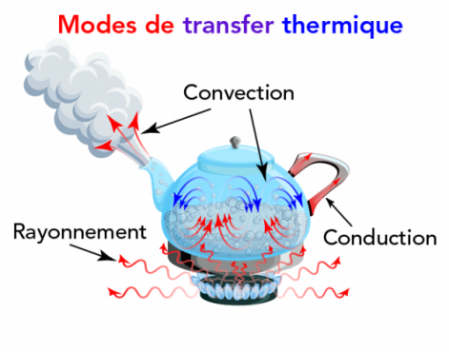 Modes de transfer thermique
Convection
Rayonnement
Conduction